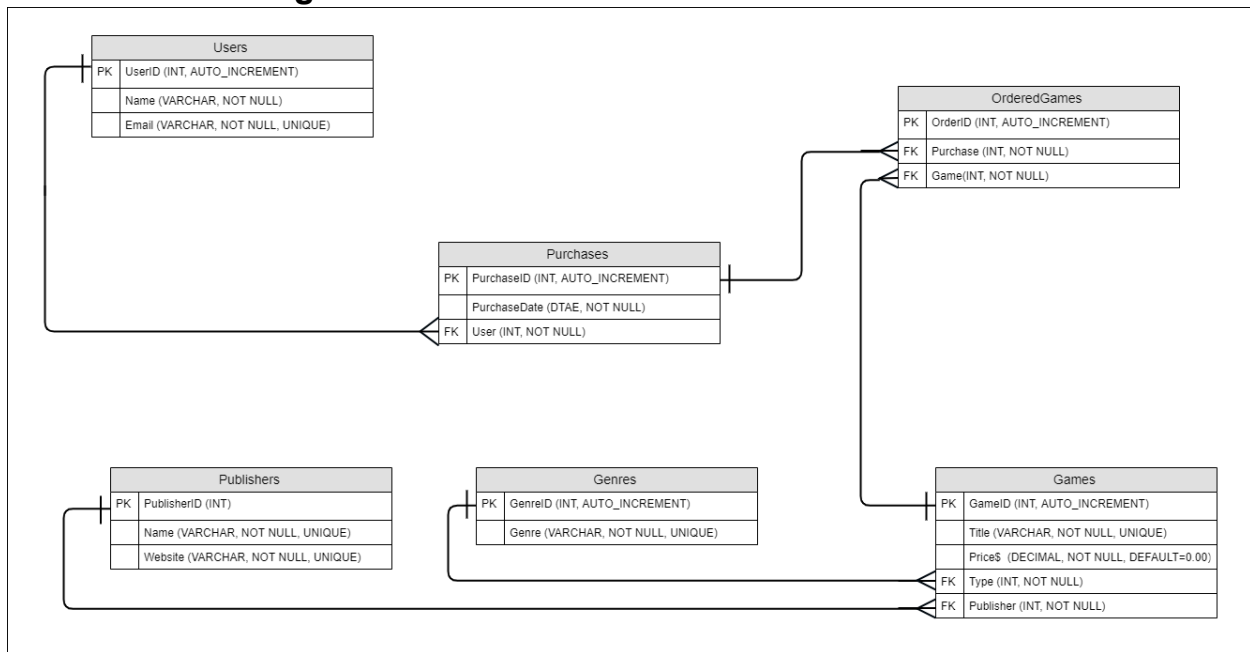 Users
PK UserID (INT, AUTO_INCREMENT)
Name (VARCHAR, NOT NULL)
Email (VARCHAR, NOT NULL, UNIQUE)
OrderedGames
PK OrderID (INT, AUTO_INCREMENT)
FK Purchase (INT, NOT NULL)
FK Game(INT, NOT NULL)
Purchases
PK PurchaseID (INT, AUTO_INCREMENT)
PurchaseDate (DTAE, NOT NULL)
FK User (INT, NOT NULL)
Publishers
PK PublisherID (INT)
Name (VARCHAR, NOT NULL, UNIQUE)
Website (VARCHAR, NOT NULL, UNIQUE)
Genres
PK GenreID (INT, AUTO_INCREMENT)
Genre (VARCHAR, NOT NULL, UNIQUE)
Games
PK GameID (INT, AUTO_INCREMENT)
Title (VARCHAR, NOT NULL, UNIQUE)
Price$ (DECIMAL, NOT NULL, DEFAULT=0.00)
FK Type (INT, NOT NULL)
FK Publisher (INT, NOT NULL)